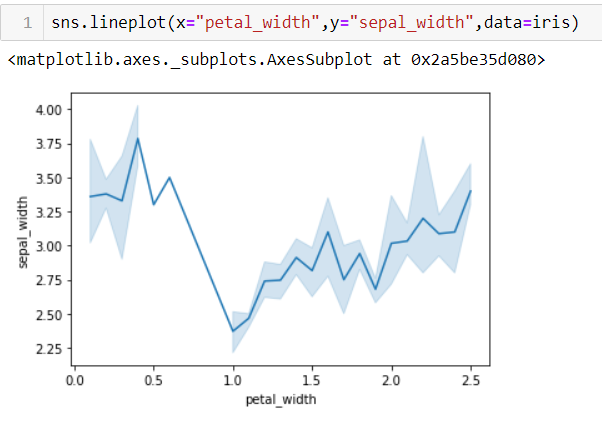 1 sns.lineplot(x="petal_width",y="sepal_width",data=iris)
<matplotlib.axes._subplots.AxesSubplot at 0x2a5be35d080>
4.00
3.75
3.50
3.25
3.00
2.75
2.50
2.25
sepal_width
0.0 0.5 1.0 1.5 2.0 2.5
petal_width